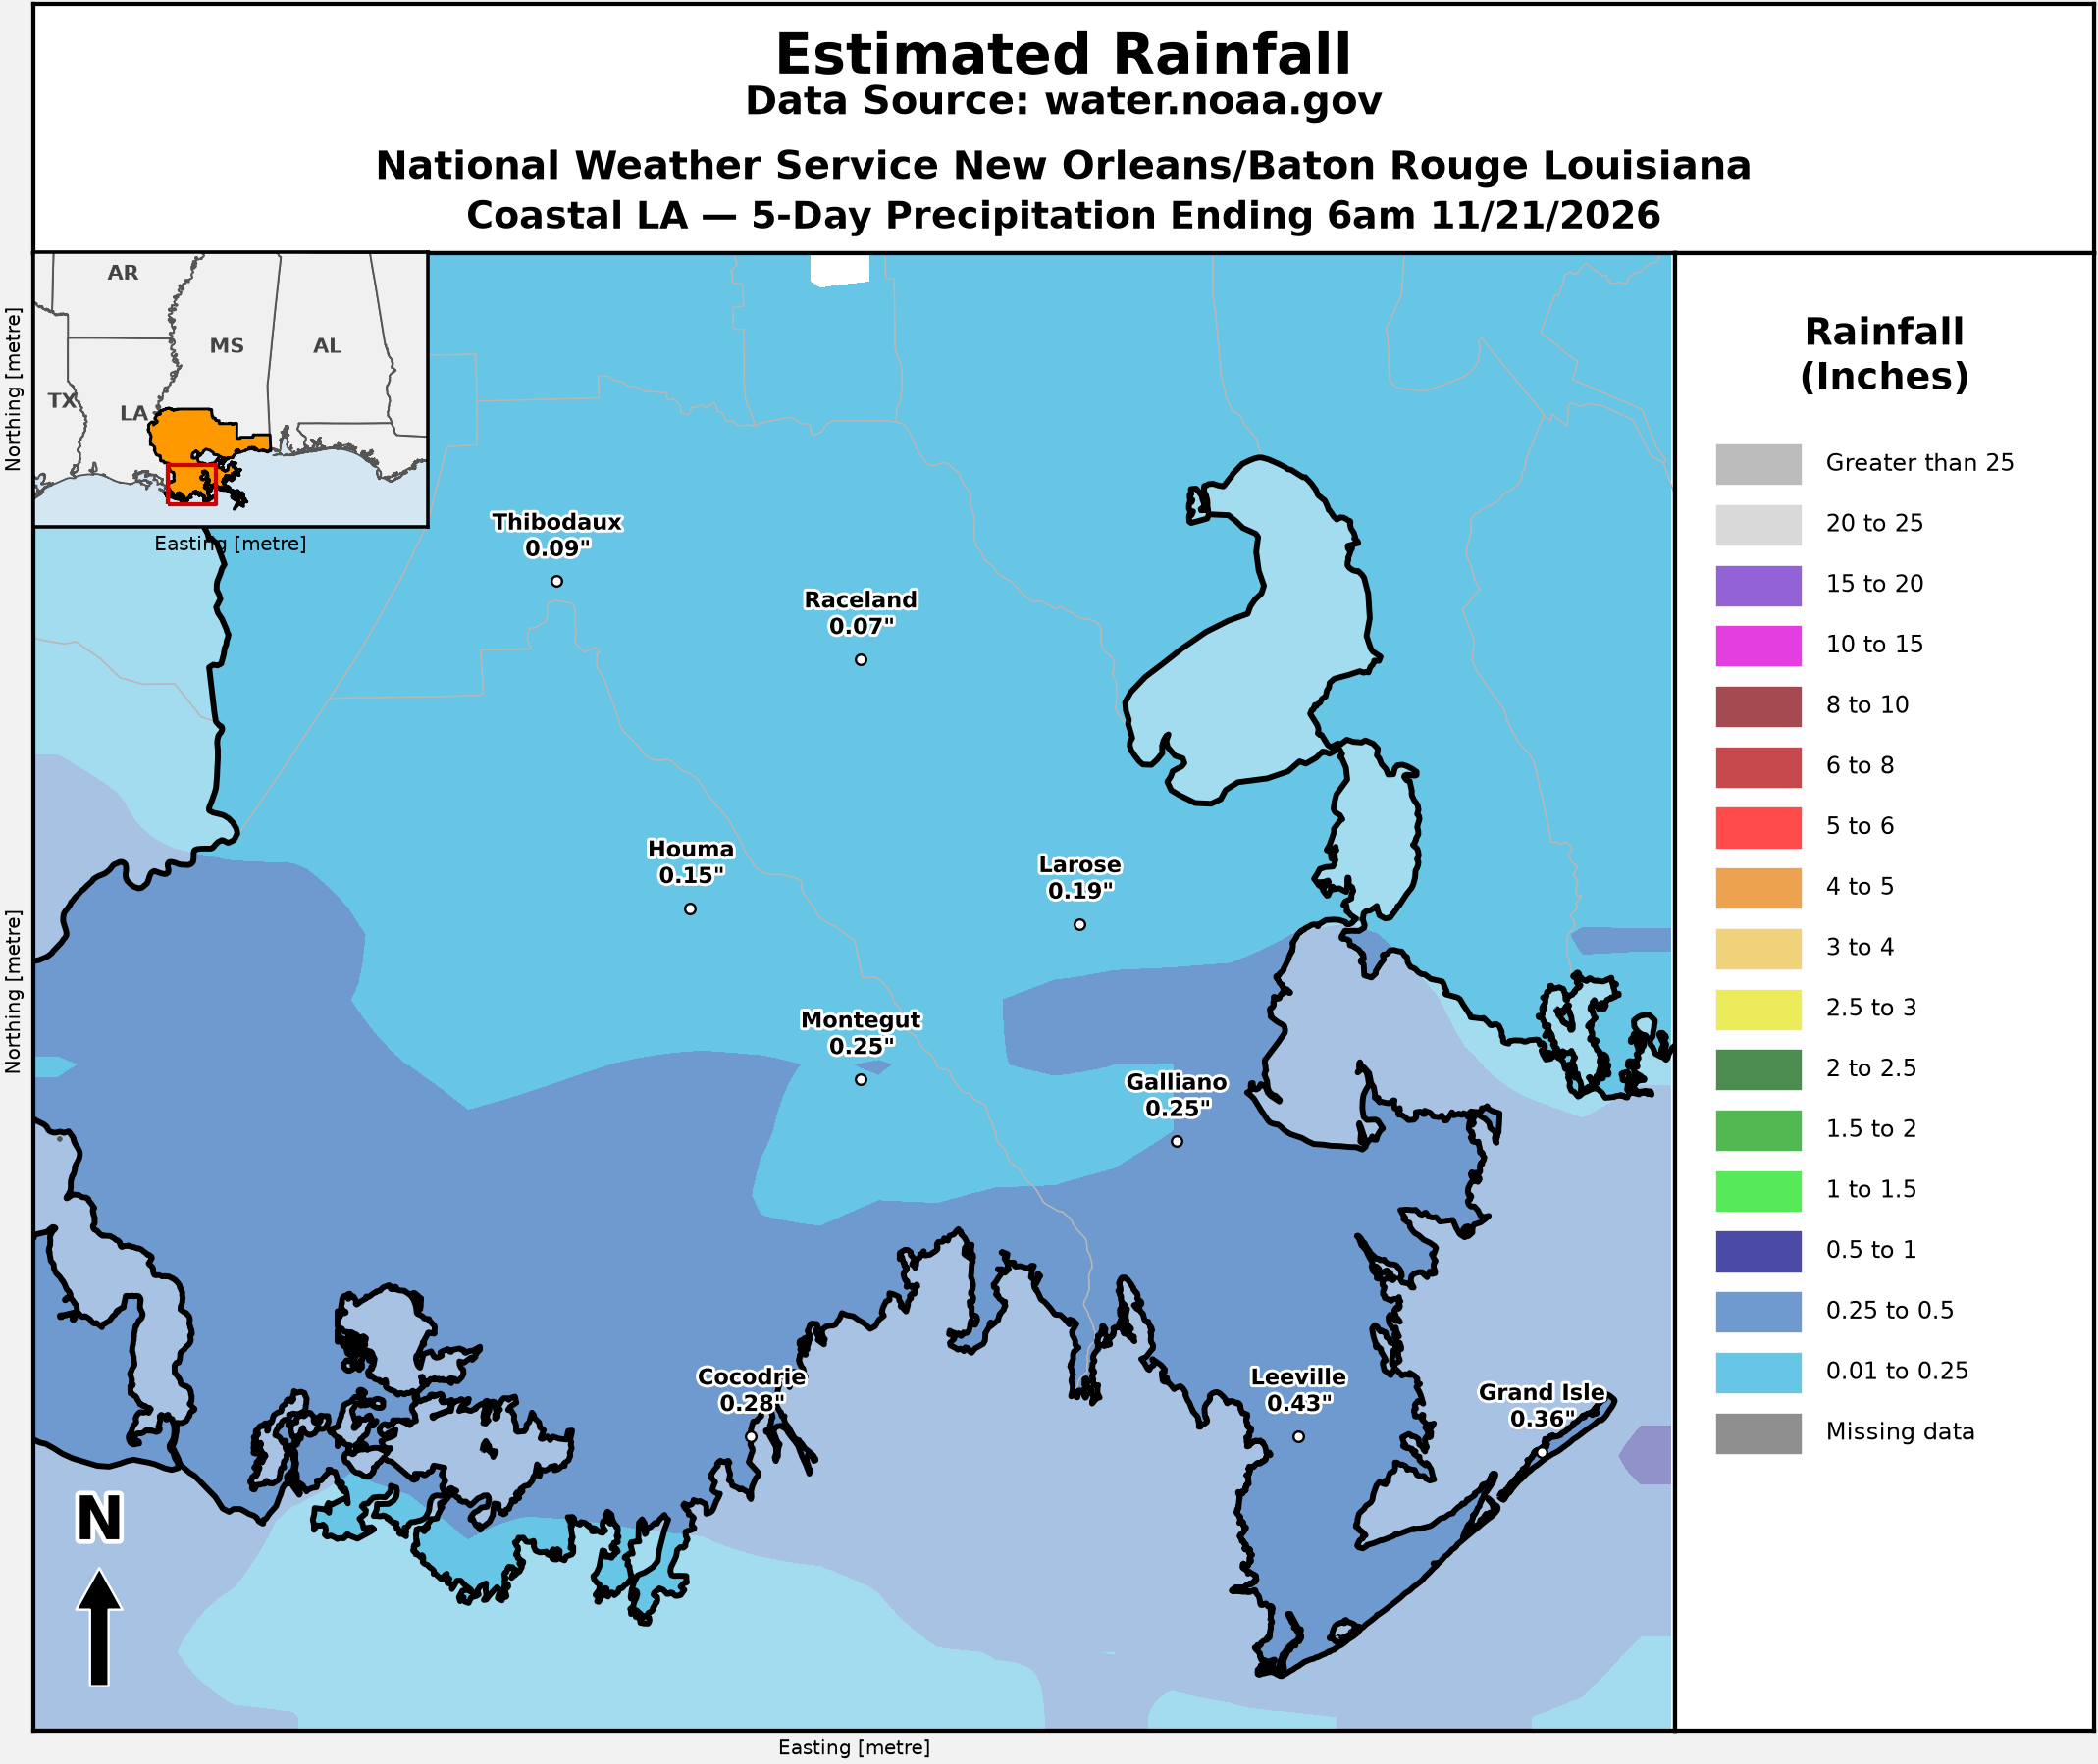 Estimated Rainfall
Data Source: water.noaa.gov
National Weather Service New Orleans/Baton Rouge Louisiana
Coastal LA — 5-Day Precipitation Ending 6am 11/21/2026
Northing [metre]
AR
MS
AL
TX
LA
Easting [metre]
Thibodaux
0.09"
Raceland
0.07"
Houma
0.15"
Larose
0.19"
Northing [metre]
Montegut
0.25"
Galliano
0.25"
Cocodrie
0.28"
Leeville
0.43"
Grand Isle
0.36"
N
Easting [metre]
Rainfall
(Inches)
Greater than 25
20 to 25
15 to 20
10 to 15
8 to 10
6 to 8
5 to 6
4 to 5
3 to 4
2.5 to 3
2 to 2.5
1.5 to 2
1 to 1.5
0.5 to 1
0.25 to 0.5
0.01 to 0.25
Missing data